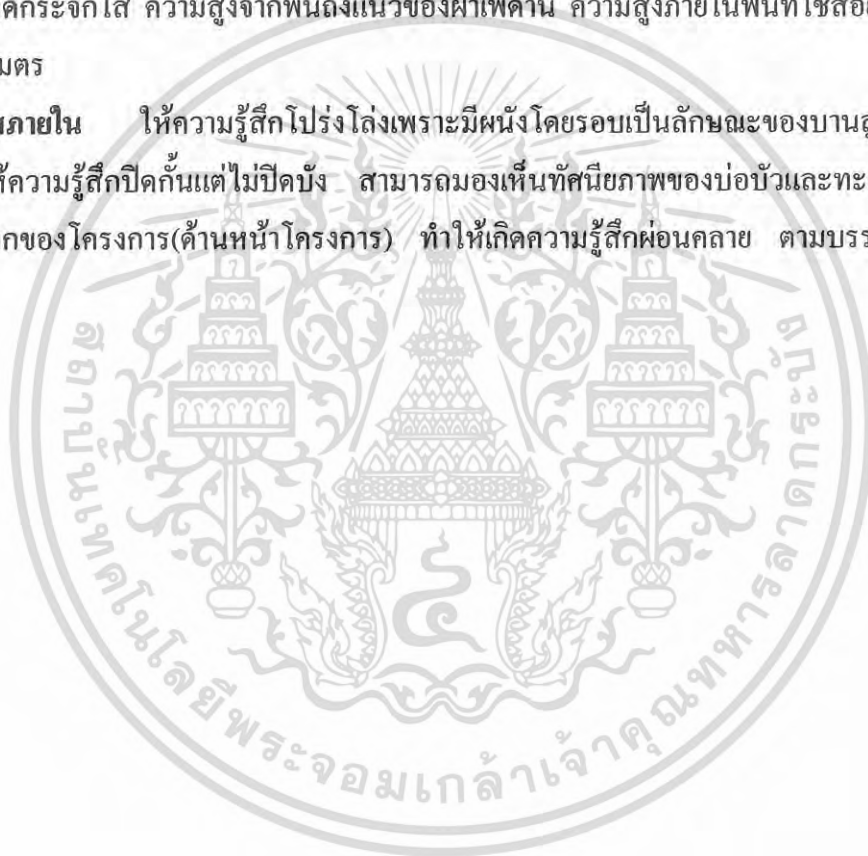 ดกระจกใส ความสูงจากพื้นถึงแนวของฝ้าเพดาน ความสูงภายในพื้นที่ใช้สอย
มตร
ภายใน ให้ความรู้สึกโปร่งโล่งเพราะมีผนังโดยรอบเป็นลักษณะของบานลู
ห้ความรู้สึกปิดกั้นแต่ไม่ปิดบัง สามารถมองเห็นทัศนียภาพของบ่อบัวและทะ
กของโครงการ(ด้านหน้าโครงการ) ทำให้เกิดความรู้สึกผ่อนคลาย ตามบรร
สถาบันเทคโนโลยีพระจอมเกล้าเจ้าคุณทหารลาดกระบัง
๔